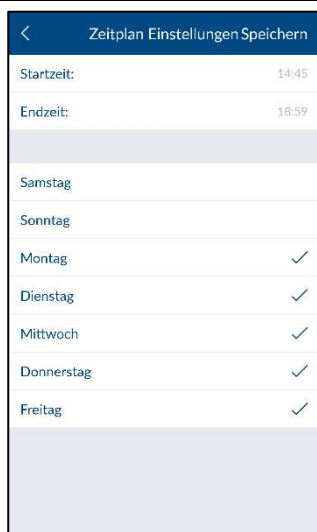 Zeitplan Einstellungen Speichern
Startzeit: 14:45
Endzeit: 18:59
Samstag
Sonntag
Montag
Dienstag
Mittwoch
Donnerstag
Freitag